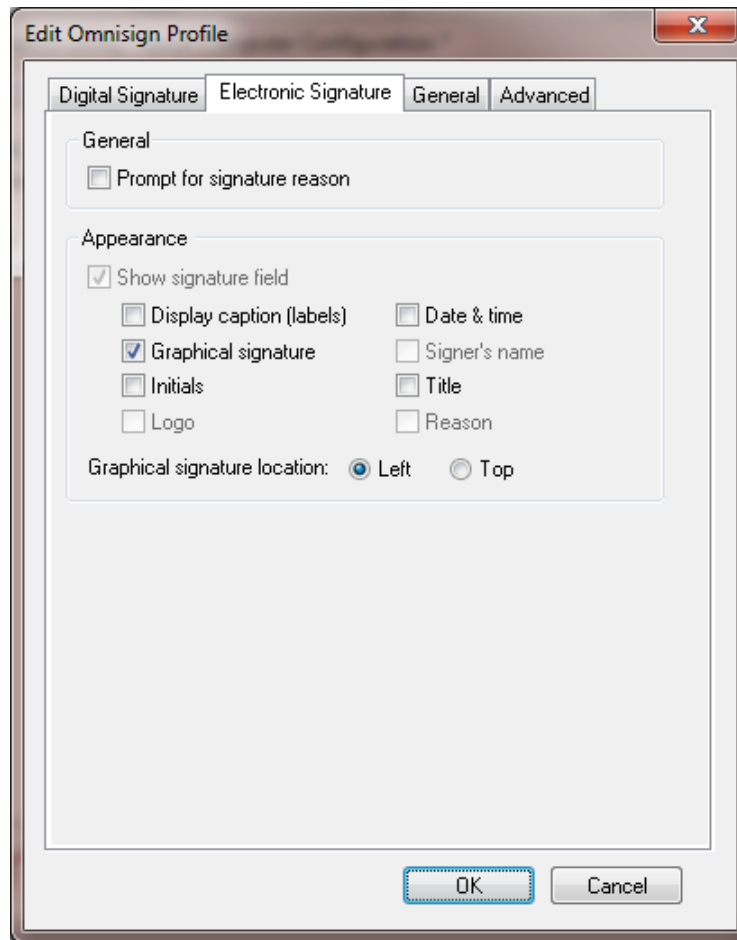 Edit Omnisign Profile
Digital Signature Electronic Signature General Advanced
General
Prompt for signature reason
Appearance
Show signature field
Display caption (labels) Date & time
Graphical signature Signer's name
Initials Title
Logo Reason
Graphical signature location: Left Top
OK Cancel